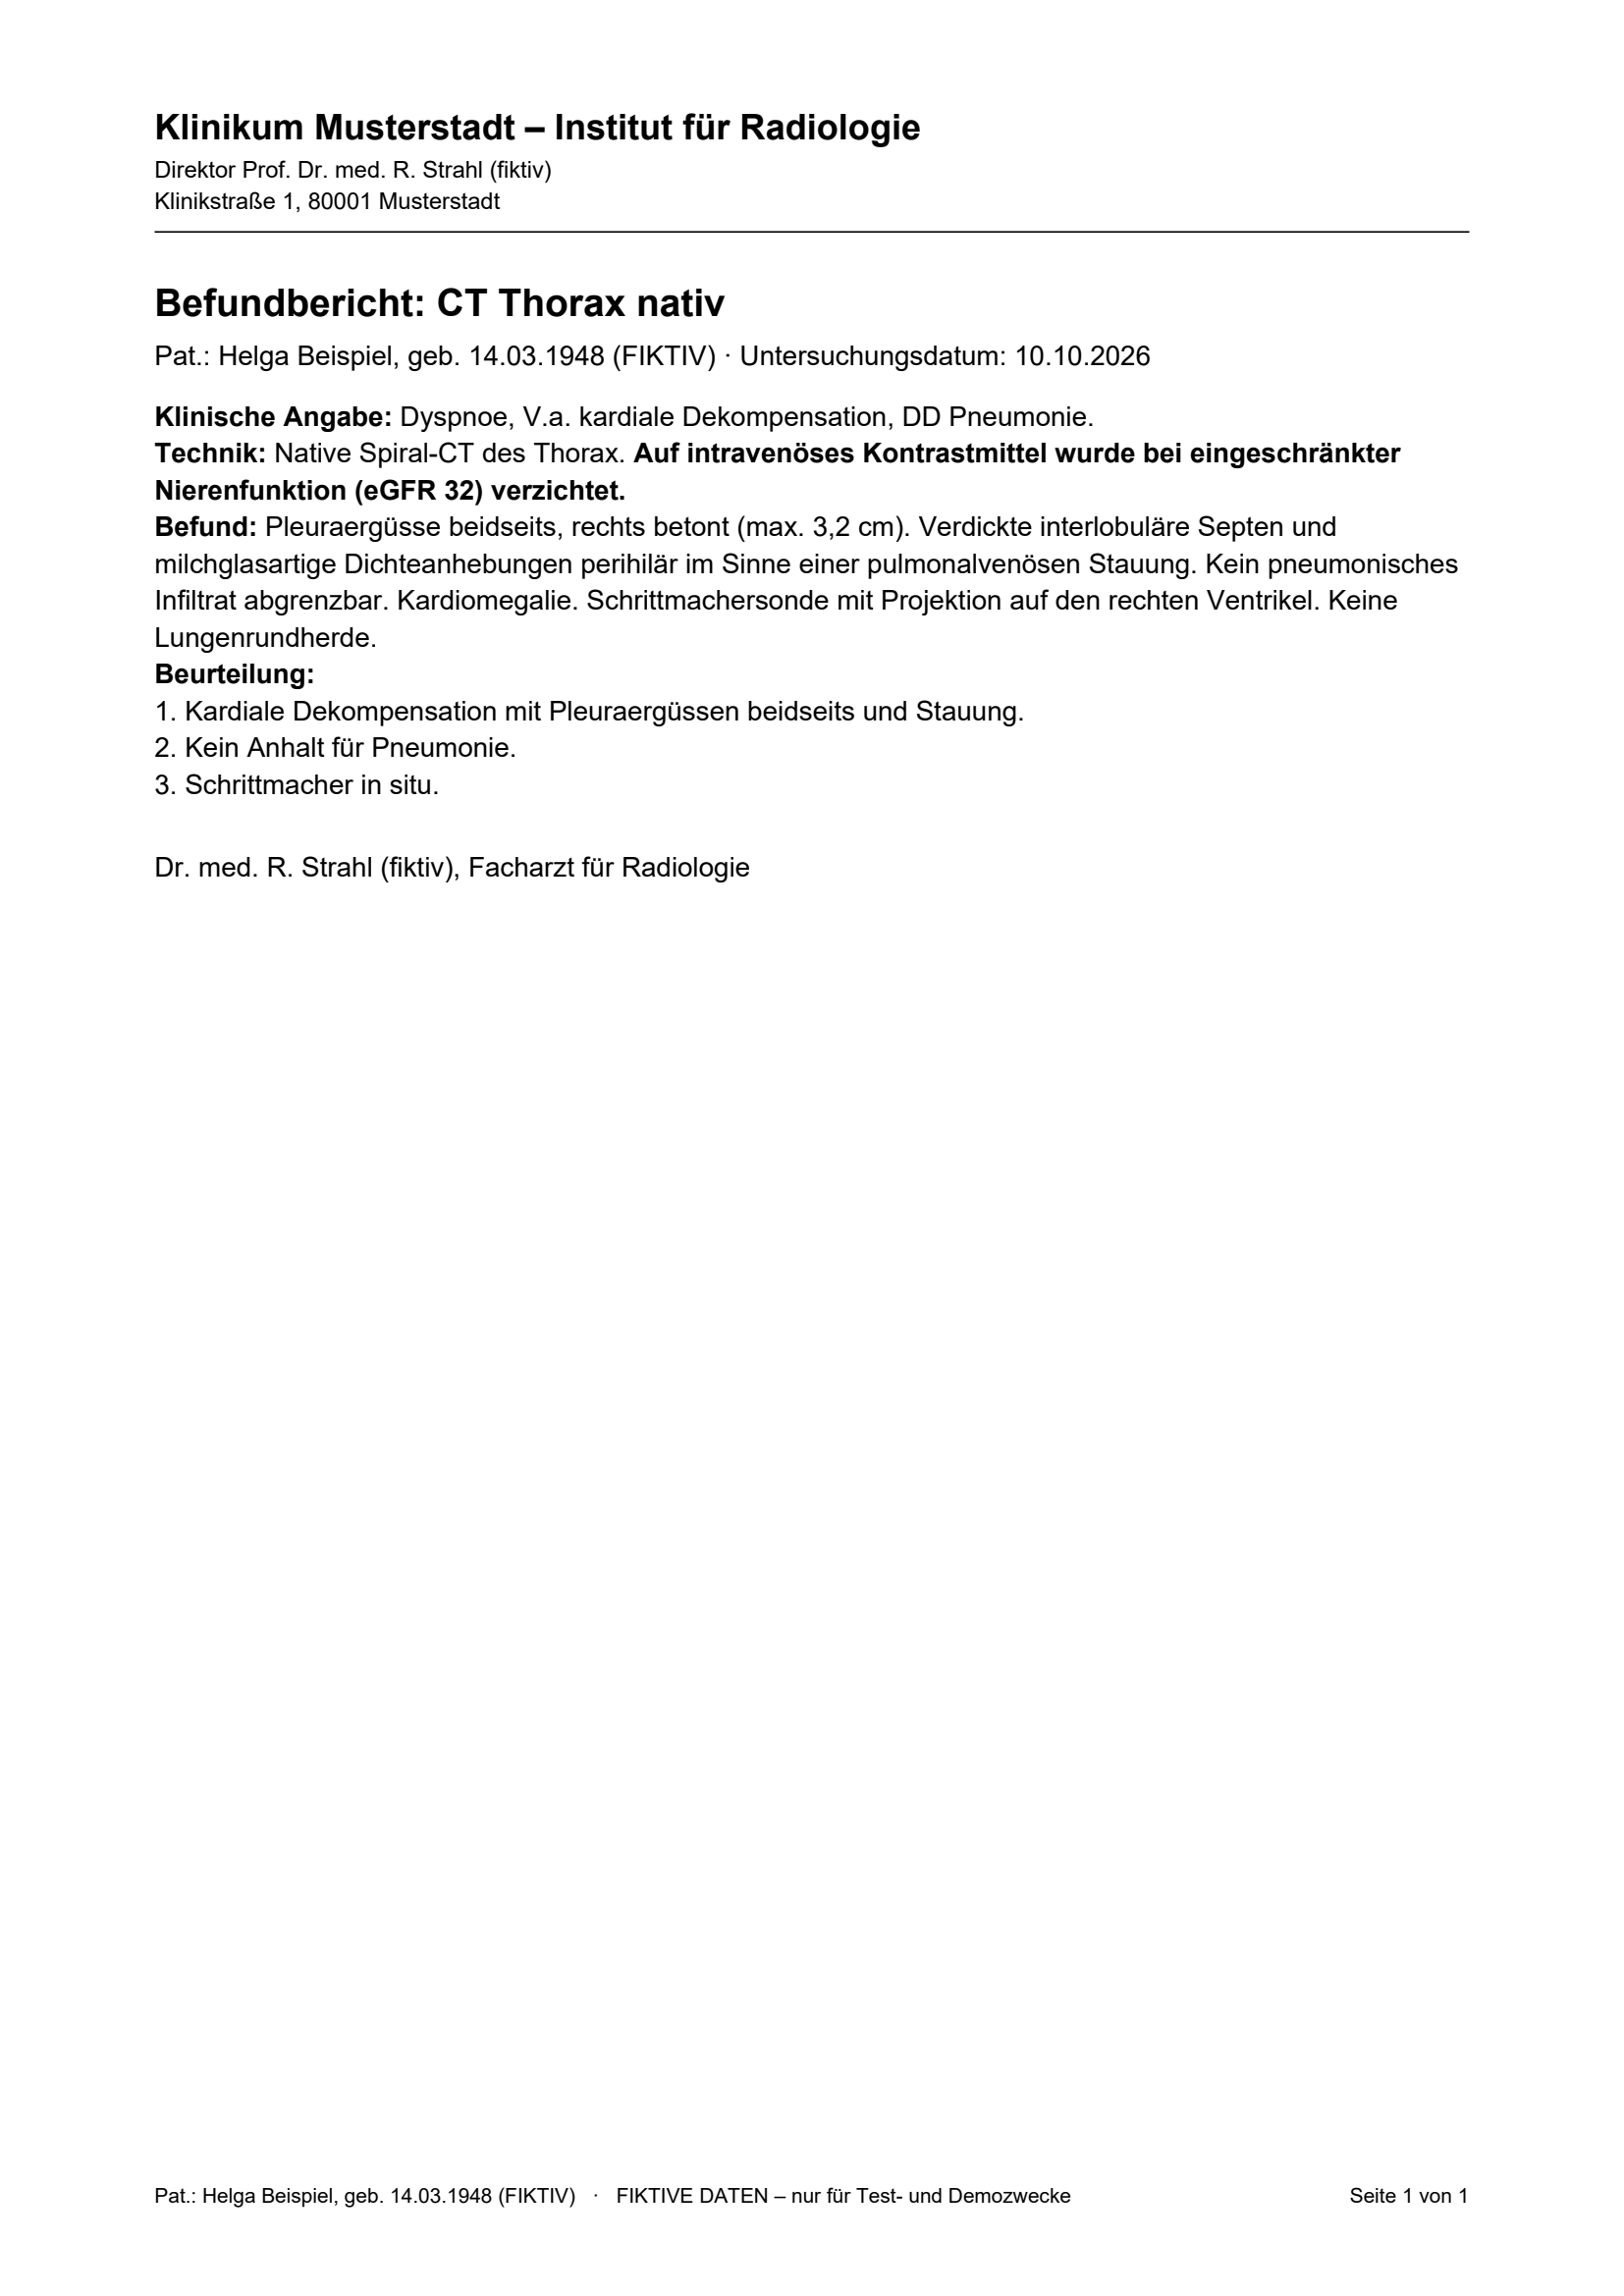 Klinikum Musterstadt – Institut für Radiologie
Direktor Prof. Dr. med. R. Strahl (fiktiv)
Klinikstraße 1, 80001 Musterstadt
Befundbericht: CT Thorax nativ
Pat.: Helga Beispiel, geb. 14.03.1948 (FIKTIV) · Untersuchungsdatum: 10.10.2026
Klinische Angabe: Dyspnoe, V.a. kardiale Dekompensation, DD Pneumonie.
Technik: Native Spiral-CT des Thorax. Auf intravenöses Kontrastmittel wurde bei eingeschränkter
Nierenfunktion (eGFR 32) verzichtet.
Befund: Pleuraergüsse beidseits, rechts betont (max. 3,2 cm). Verdickte interlobuläre Septen und
milchglasartige Dichteanhebungen perihilär im Sinne einer pulmonalvenösen Stauung. Kein pneumonisches
Infiltrat abgrenzbar. Kardiomegalie. Schrittmachersonde mit Projektion auf den rechten Ventrikel. Keine
Lungenrundherde.
Beurteilung:
1. Kardiale Dekompensation mit Pleuraergüssen beidseits und Stauung.
2. Kein Anhalt für Pneumonie.
3. Schrittmacher in situ.
Dr. med. R. Strahl (fiktiv), Facharzt für Radiologie
Pat.: Helga Beispiel, geb. 14.03.1948 (FIKTIV) · FIKTIVE DATEN – nur für Test- und Demozwecke Seite 1 von 1